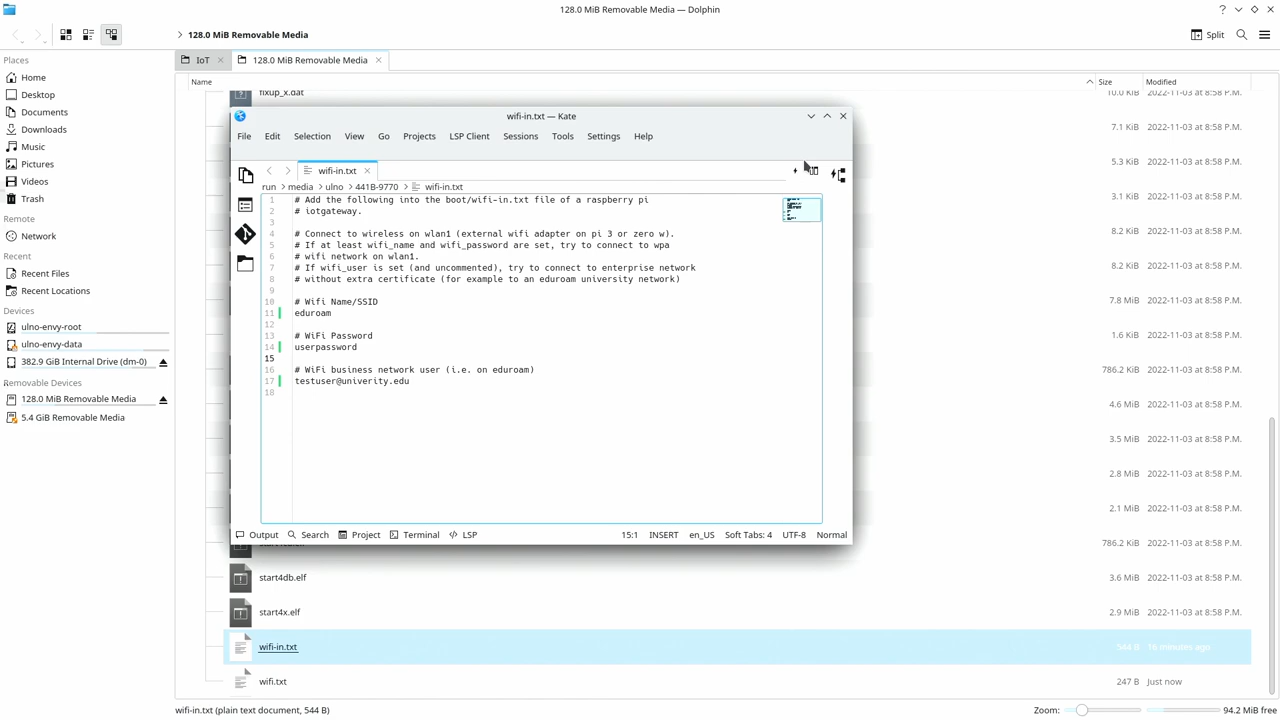 128.0 MiB Removable Media — Dolphin
128.0 MiB Removable Media
Split
Places
Home
Desktop
Documents
Downloads
Music
Pictures
Videos
Trash
Remote
Network
Recent
Recent Files
Recent Locations
Devices
ulno-envy-root
ulno-envy-data
382.9 GiB Internal Drive (dm-0)
Removable Devices
128.0 MiB Removable Media
5.4 GiB Removable Media
IoT
128.0 MiB Removable Media
Name Size Modified
fixup_x.dat 10.0 KiB 2022-11-03 at 8:58 P.M.
7.1 KiB 2022-11-03 at 8:58 P.M.
5.3 KiB 2022-11-03 at 8:58 P.M.
3.1 KiB 2022-11-03 at 8:58 P.M.
8.2 KiB 2022-11-03 at 8:58 P.M.
8.2 KiB 2022-11-03 at 8:58 P.M.
7.8 MiB 2022-11-03 at 8:58 P.M.
1.6 KiB 2022-11-03 at 8:58 P.M.
786.2 KiB 2022-11-03 at 8:58 P.M.
4.6 MiB 2022-11-03 at 8:58 P.M.
3.5 MiB 2022-11-03 at 8:58 P.M.
2.8 MiB 2022-11-03 at 8:58 P.M.
2.1 MiB 2022-11-03 at 8:58 P.M.
786.2 KiB 2022-11-03 at 8:58 P.M.
start4db.elf 3.6 MiB 2022-11-03 at 8:58 P.M.
start4x.elf 2.9 MiB 2022-11-03 at 8:58 P.M.
wifi-in.txt 544 B 16 minutes ago
wifi.txt 247 B Just now
wifi-in.txt (plain text document, 544 B)
Zoom: 94.2 MiB free
wifi-in.txt — Kate
File Edit Selection View Go Projects LSP Client Sessions Tools Settings Help
wifi-in.txt
run media ulno 441B-9770 wifi-in.txt
1 # Add the following into the boot/wifi-in.txt file of a raspberry pi
2 # iotgateway.
3
4 # Connect to wireless on wlan1 (external wifi adapter on pi 3 or zero w).
5 # If at least wifi_name and wifi_password are set, try to connect to wpa
6 # wifi network on wlan1.
7 # If wifi_user is set (and uncommented), try to connect to enterprise network
8 # without extra certificate (for example to an eduroam university network)
9
10 # Wifi Name/SSID
11 eduroam
12
13 # WiFi Password
14 userpassword
15
16 # WiFi business network user (i.e. on eduroam)
17 testuser@univerity.edu
18
Output Search Project Terminal LSP 15:1 INSERT en_US Soft Tabs: 4 UTF-8 Normal